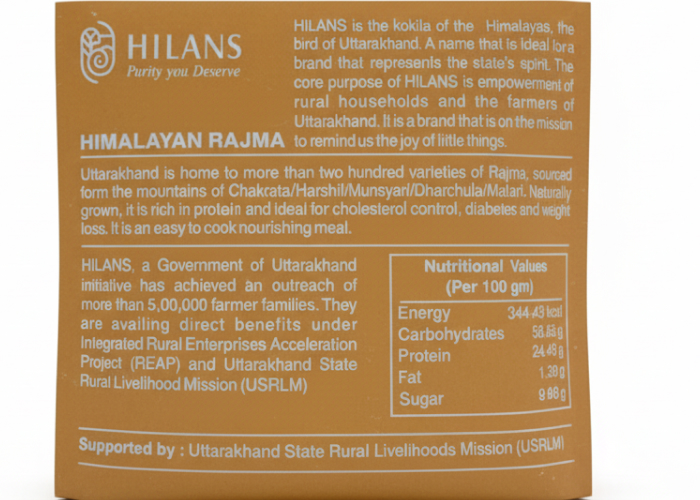 HILANS
Purity you Deserve
HILANS is the kokila of the Himalayas, the
bird of Uttarakhand. A name that is ideal for a
brand that represents the state's spirit. The
core purpose of HILANS is empowerment of
rural households and the farmers of
Uttarakhand. It is a brand that is on the mission
to remind us the joy of little things.
HIMALAYAN RAJMA
Uttarakhand is home to more than two hundred varieties of Rajma, sourced
form the mountains of Chakrata/Harshil/Munsyari/Dharchula/Malari. Naturally
grown, it is rich in protein and ideal for cholesterol control, diabetes and weight
loss. It is an easy to cook nourishing meal.
HILANS, a Government of Uttarakhand
initiative has achieved an outreach of
more than 5,00,000 farmer families. They
are availing direct benefits under
Integrated Rural Enterprises Acceleration
Project (REAP) and Uttarakhand State
Rural Livelihood Mission (USRLM)
Nutritional Values
(Per 100 gm)
Energy 344.43 kcal
Carbohydrates
Protein 24.48 g
Fat
Sugar
Supported by : Uttarakhand State Rural Livelihoods Mission (USRLM)